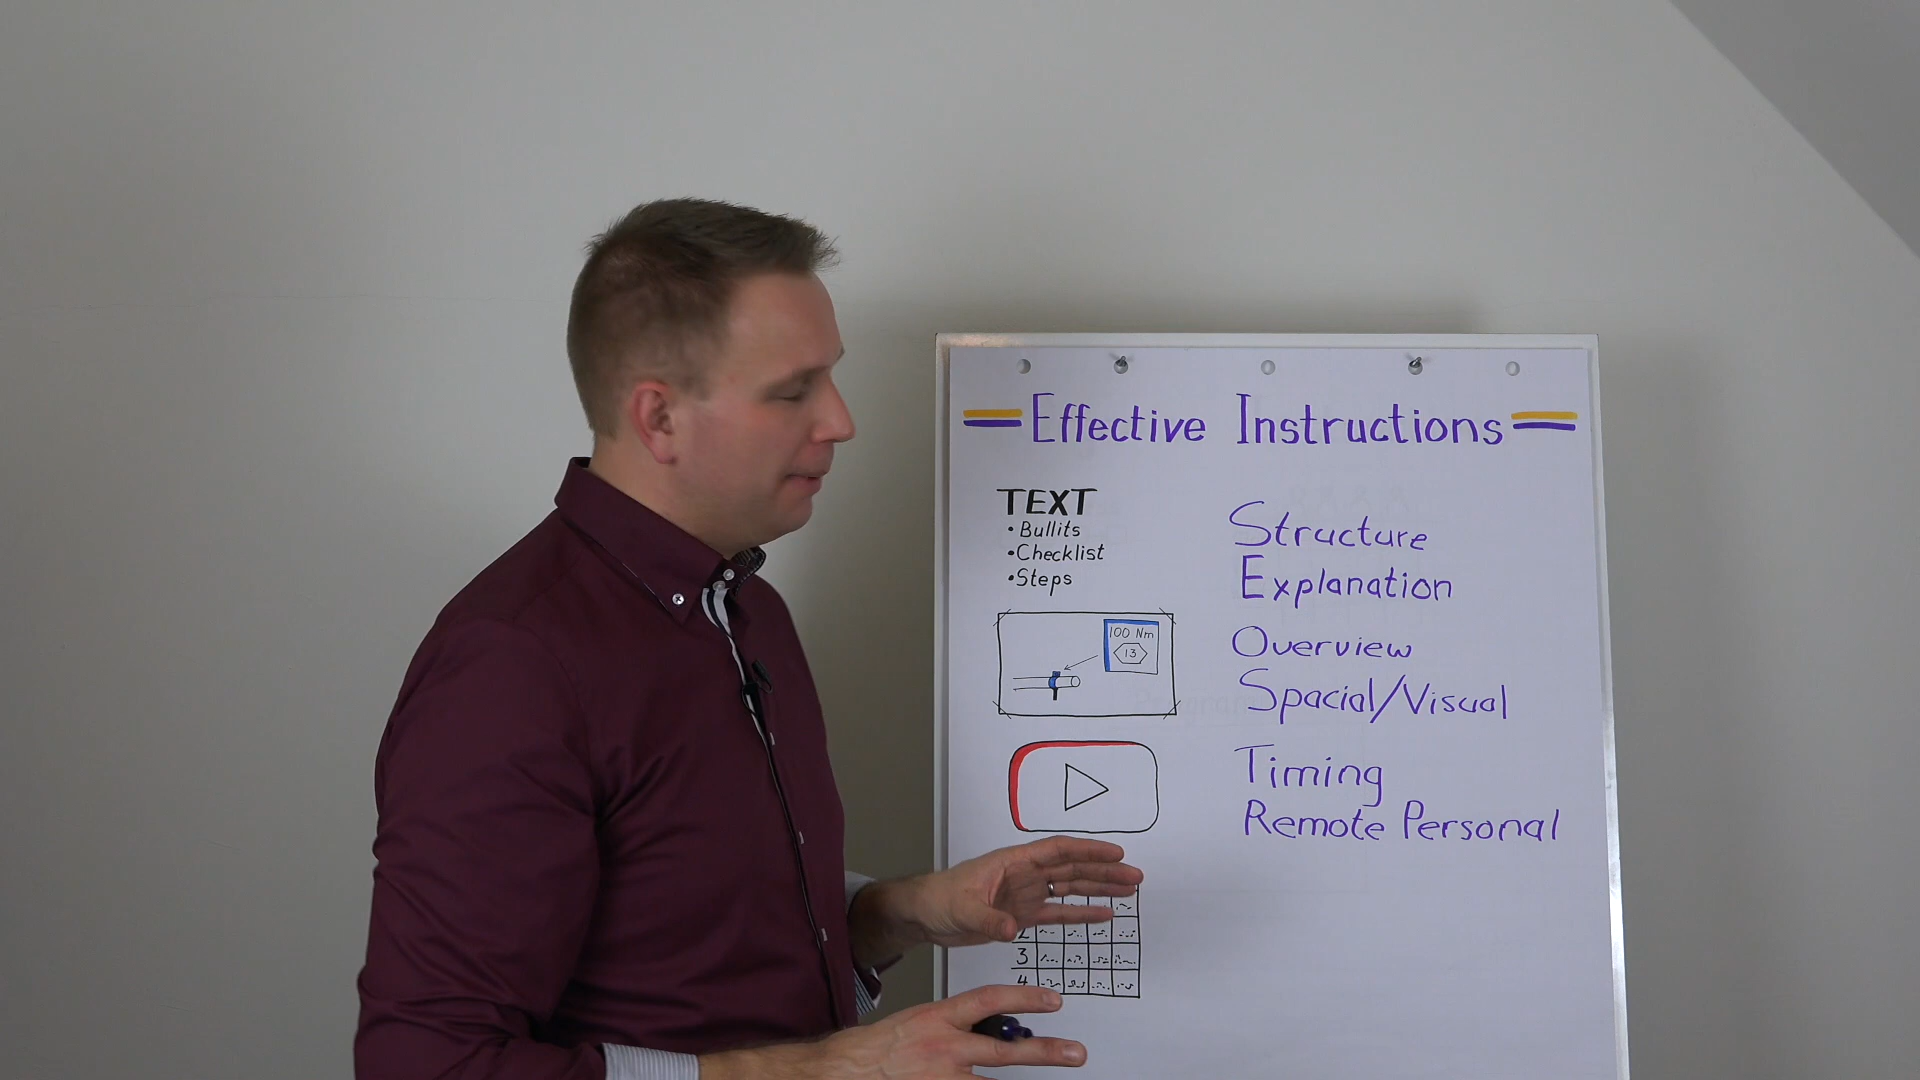 Effective Instructions
TEXT
• Bullits
• Checklist
• Steps
Structure
Explanation
100 Nm
13
Overview
Spacial/Visual
Timing
Remote Personal
2
3
4